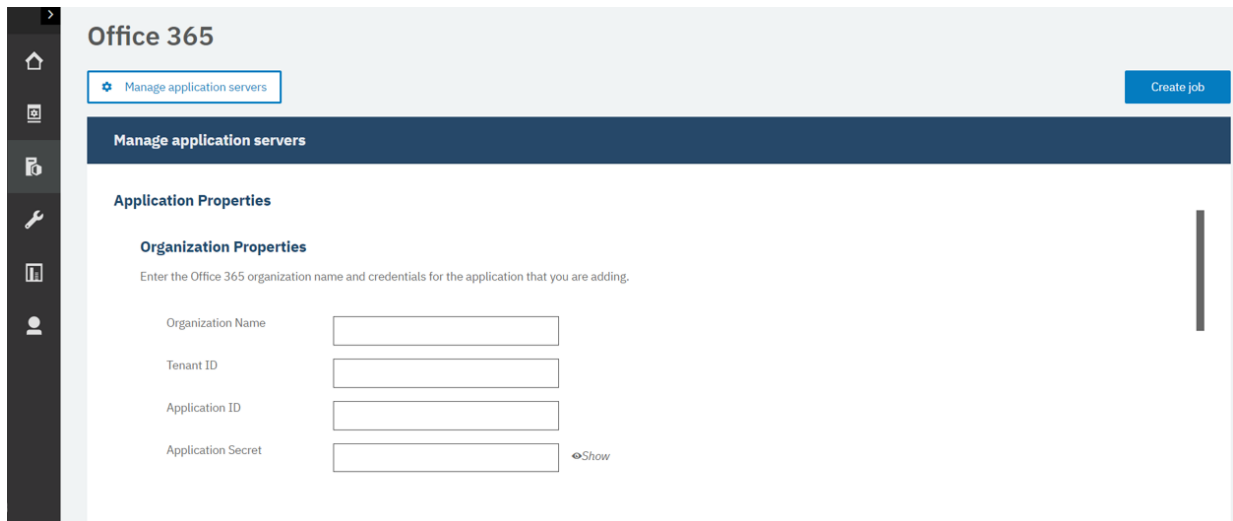 Office 365
Manage application servers
Create job
Manage application servers
Application Properties
Organization Properties
Enter the Office 365 organization name and credentials for the application that you are adding.
Organization Name
Tenant ID
Application ID
Application Secret
Show